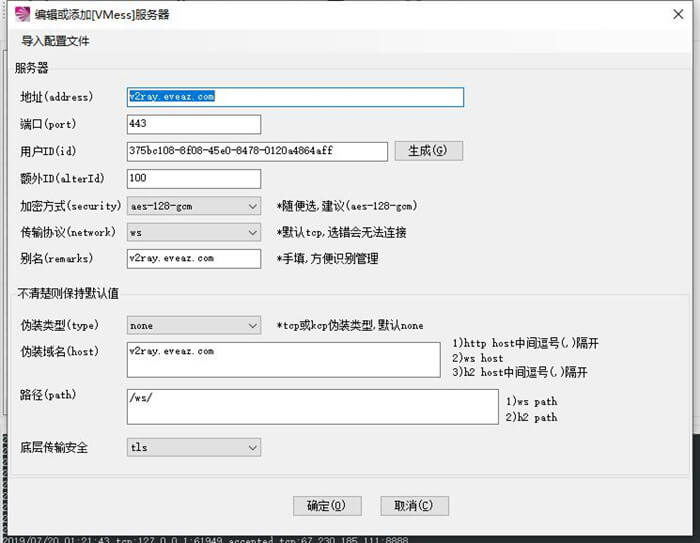 编辑或添加[VMess]服务器
导入配置文件
服务器
地址(address) v2ray.eveaz.com
端口(port) 443
用户ID(id) 375bc108-8f08-45e0-8478-0120a4864aff 生成(G)
额外ID(alterId) 100
加密方式(security) aes-128-gcm *随便选,建议(aes-128-gcm)
传输协议(network) ws *默认tcp,选错会无法连接
别名(remarks) v2ray.eveaz.com *手填,方便识别管理
不清楚则保持默认值
伪装类型(type) none *tcp或kcp伪装类型,默认none
伪装域名(host) v2ray.eveaz.com
1)http host中间逗号(,)隔开
2)ws host
3)h2 host中间逗号(,)隔开
路径(path) /ws/
1)ws path
2)h2 path
底层传输安全 tls
确定(O) 取消(C)
2019/07/20 01:21:43 tcp:127.0.0.1:61949 accepted tcp:67.230.185.111:8888